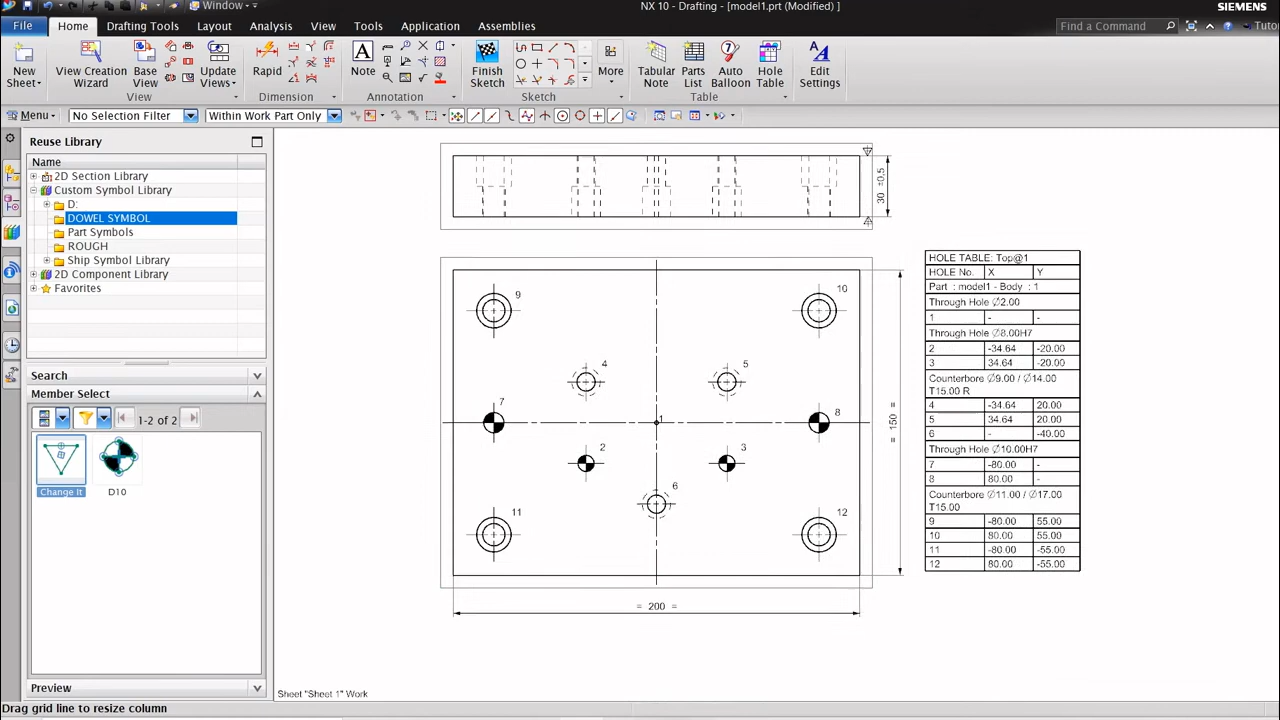 Window
NX 10 - Drafting - [model1.prt (Modified) ]
SIEMENS
File
Home
Drafting Tools
Layout
Analysis
View
Tools
Application
Assemblies
Find a Command
New Sheet
View Creation Wizard
Base View
Update Views
View
Rapid
Dimension
Note
Annotation
Finish Sketch
More
Sketch
Tabular Note
Parts List
Auto Balloon
Hole Table
Table
Edit Settings
Menu
No Selection Filter
Within Work Part Only
Reuse Library
Name
2D Section Library
Custom Symbol Library
D:
DOWEL SYMBOL
Part Symbols
ROUGH
Ship Symbol Library
2D Component Library
Favorites
Search
Member Select
1-2 of 2
Change It
D10
Preview
30 ±0,5
9
10
4
5
7
1
8
2
3
6
11
12
= 150 =
= 200 =
HOLE TABLE: Top@1
HOLE No. X Y
Part : model1 - Body : 1
Through Hole ∅2.00
1 - -
Through Hole ∅8.00H7
2 -34.64 -20.00
3 34.64 -20.00
Counterbore ∅9.00 / ∅14.00
T15.00 R
4 -34.64 20.00
5 34.64 20.00
6 - -40.00
Through Hole ∅10.00H7
7 -80.00 -
8 80.00 -
Counterbore ∅11.00 / ∅17.00
T15.00
9 -80.00 55.00
10 80.00 55.00
11 -80.00 -55.00
12 80.00 -55.00
Sheet "Sheet 1" Work
Drag grid line to resize column